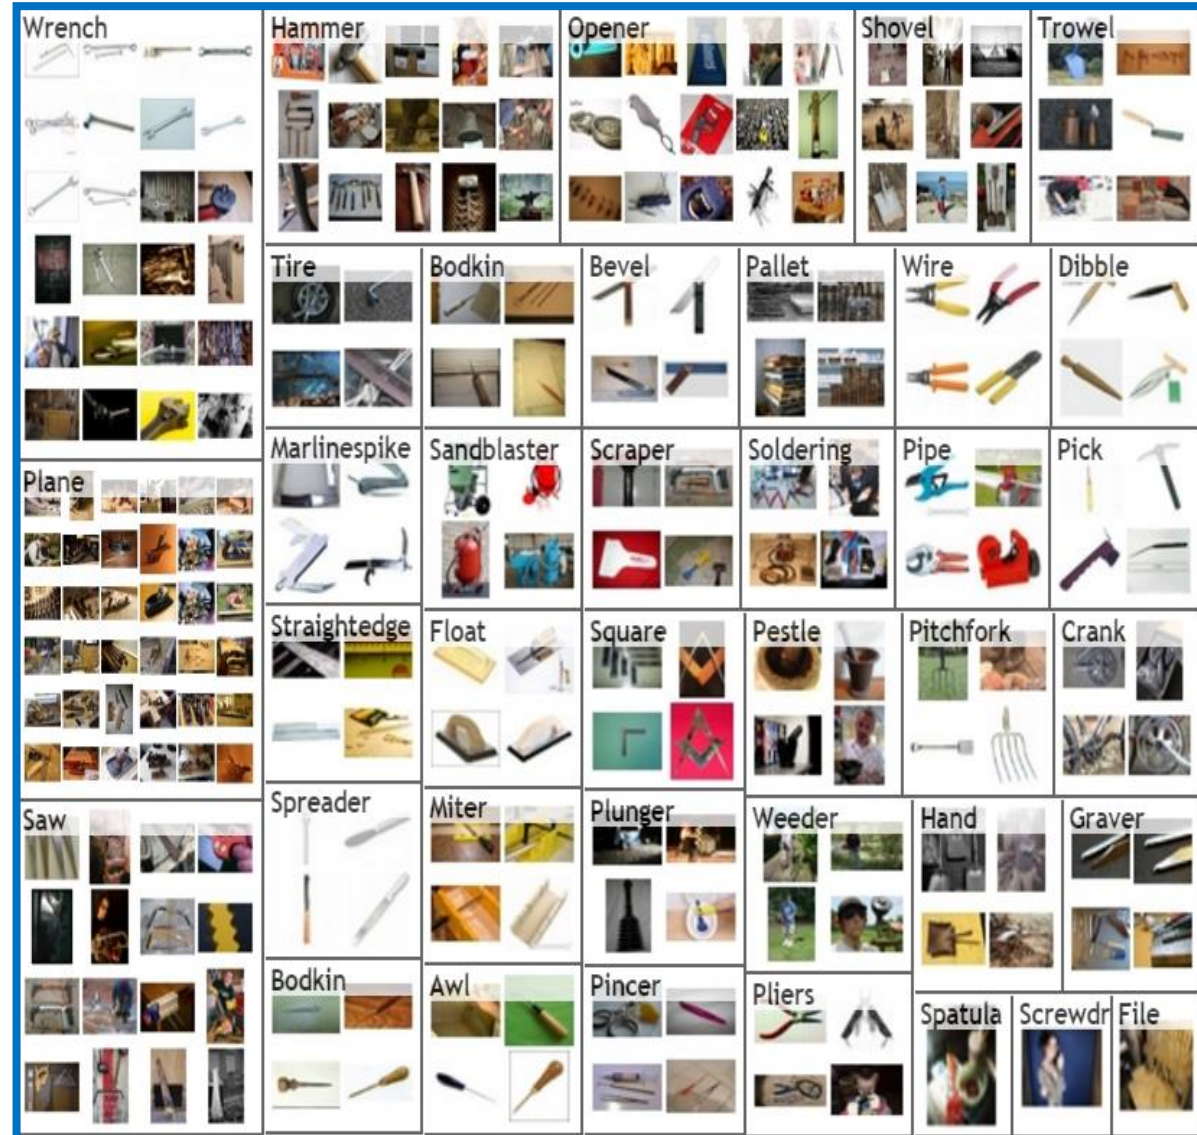 Wrench
Hammer
Opener
Shovel
Trowel
Tire
Bodkin
Bevel
Pallet
Wire
Dibble
Marlinespike
Sandblaster
Scraper
Soldering
Pipe
Pick
Plane
Straightedge
Float
Square
Pestle
Pitchfork
Crank
Saw
Spreader
Miter
Plunger
Weeder
Hand
Graver
Bodkin
Awl
Pincer
Pliers
Spatula
Screwdr
File